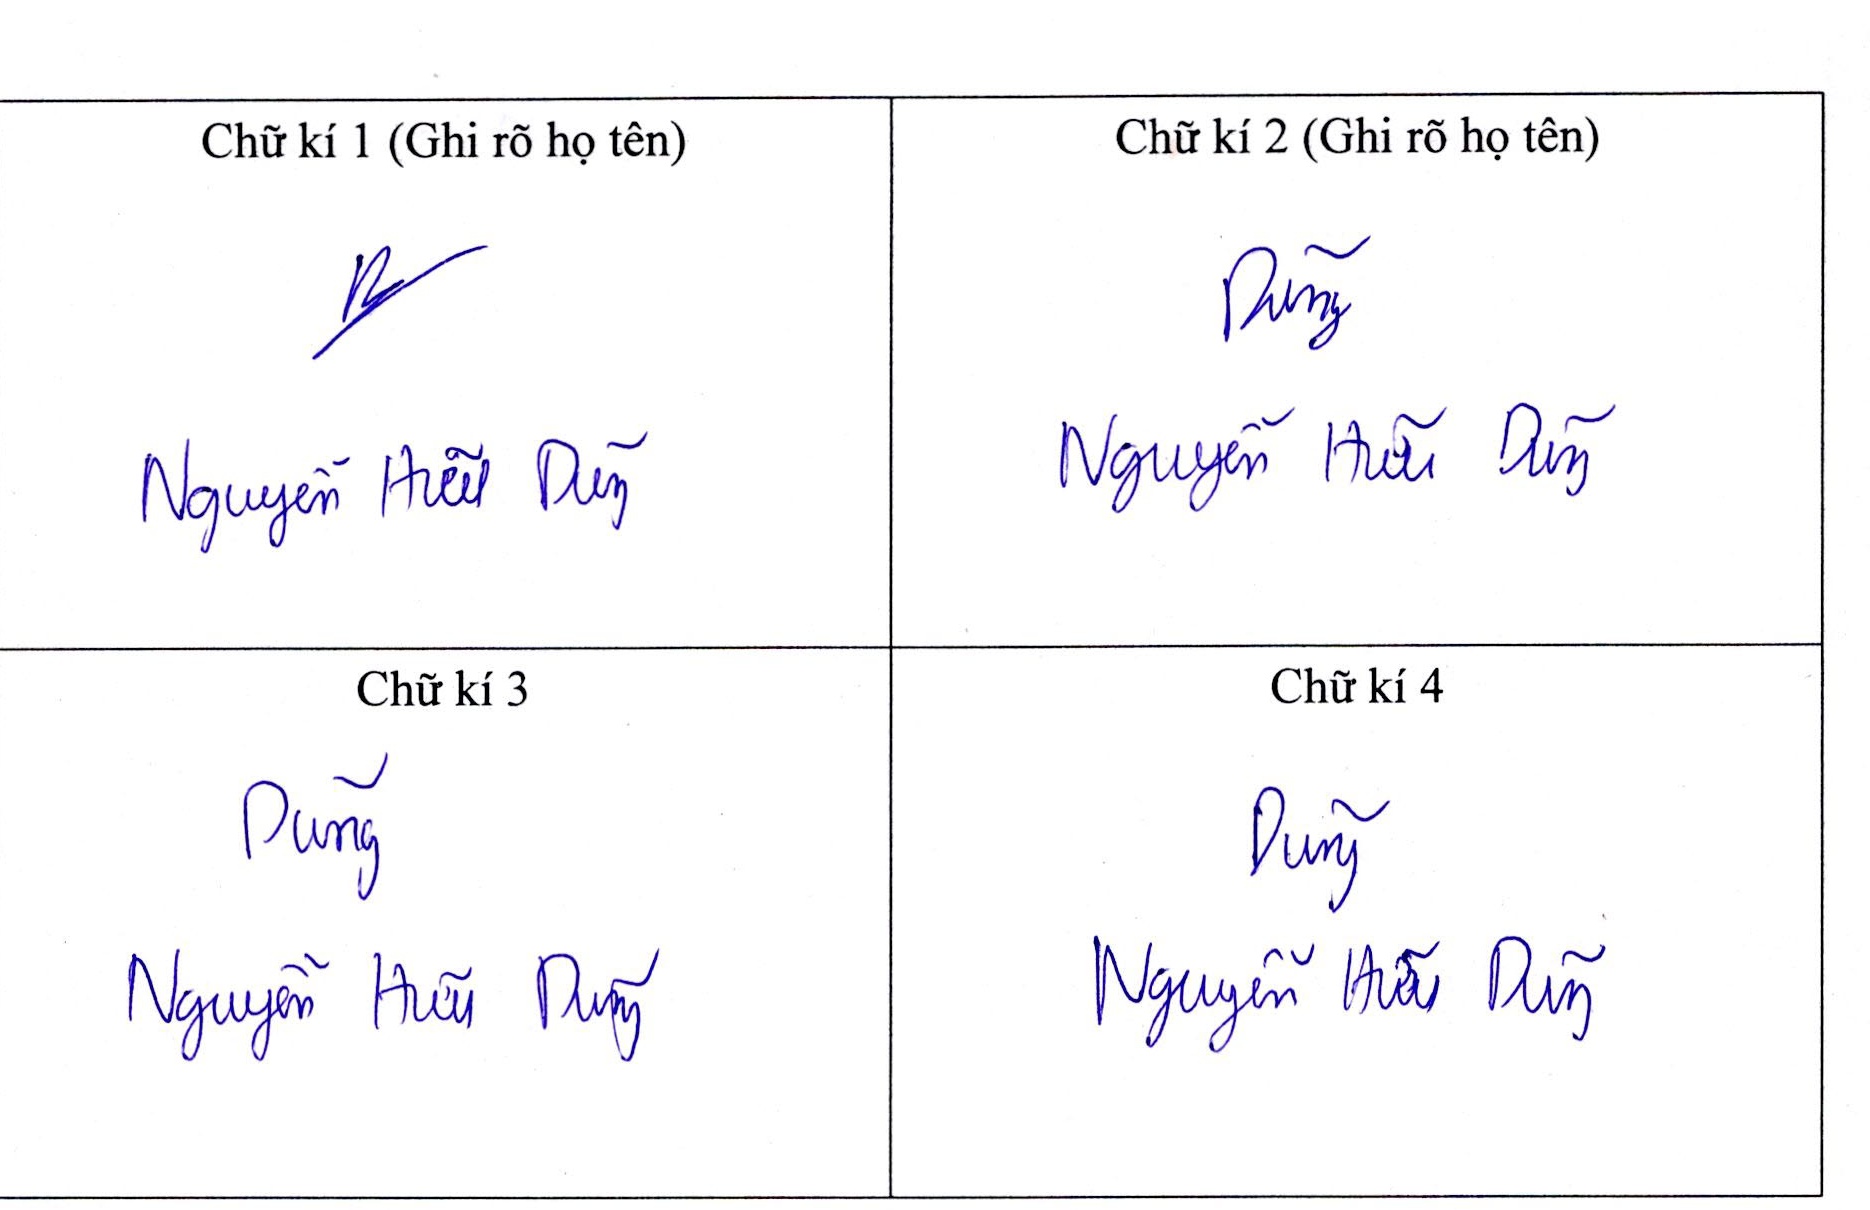 Chữ kí 1 (Ghi rõ họ tên)
Nguyễn Hữu Dũng
Chữ kí 2 (Ghi rõ họ tên)
Dũng
Nguyễn Hữu Dũng
Chữ kí 3
Dũng
Nguyễn Hữu Dũng
Chữ kí 4
Dũng
Nguyễn Hữu Dũng